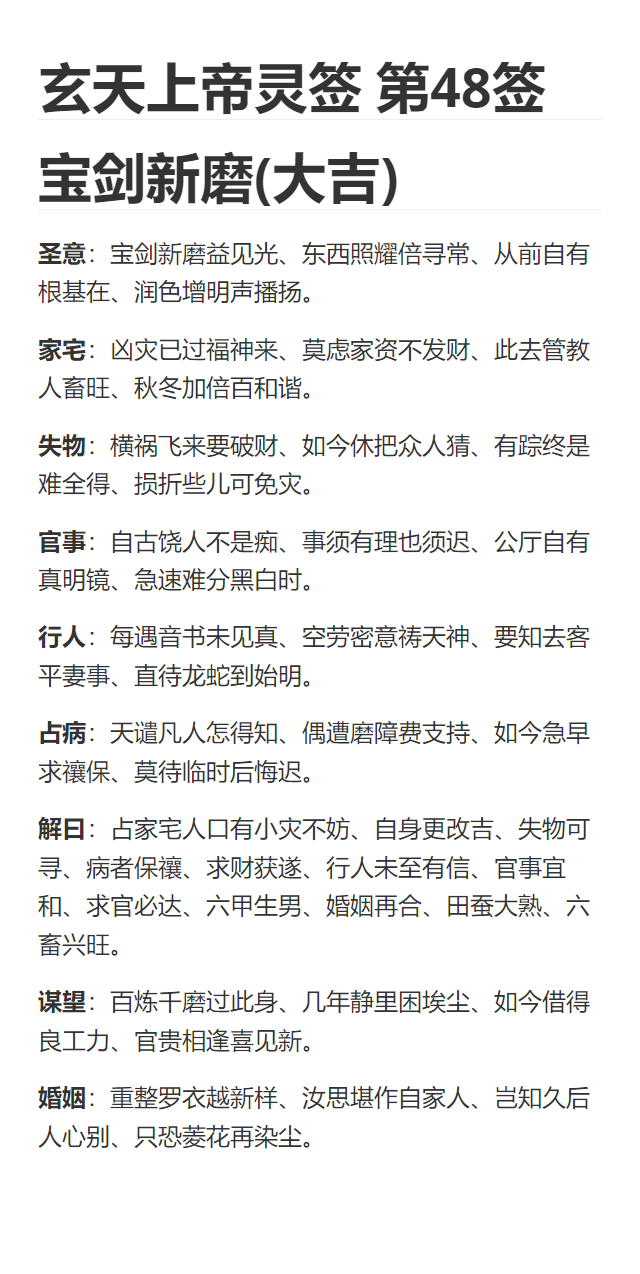 玄天上帝灵签 第48签
宝剑新磨(大吉)
圣意：宝剑新磨益见光、东西照耀倍寻常、从前自有
根基在、润色增明声播扬。
家宅：凶灾已过福神来、莫虑家资不发财、此去管教
人畜旺、秋冬加倍百和谐。
失物：横祸飞来要破财、如今休把众人猜、有踪终是
难全得、损折些儿可免灾。
官事：自古饶人不是痴、事须有理也须迟、公厅自有
真明镜、急速难分黑白时。
行人：每遇音书未见真、空劳密意祷天神、要知去客
平妻事、直待龙蛇到始明。
占病：天谴凡人怎得知、偶遭磨障费支持、如今急早
求禳保、莫待临时后悔迟。
解曰：占家宅人口有小灾不妨、自身更改吉、失物可
寻、病者保禳、求财获遂、行人未至有信、官事宜
和、求官必达、六甲生男、婚姻再合、田蚕大熟、六
畜兴旺。
谋望：百炼千磨过此身、几年静里困埃尘、如今借得
良工力、官贵相逢喜见新。
婚姻：重整罗衣越新样、汝思堪作自家人、岂知久后
人心别、只恐菱花再染尘。